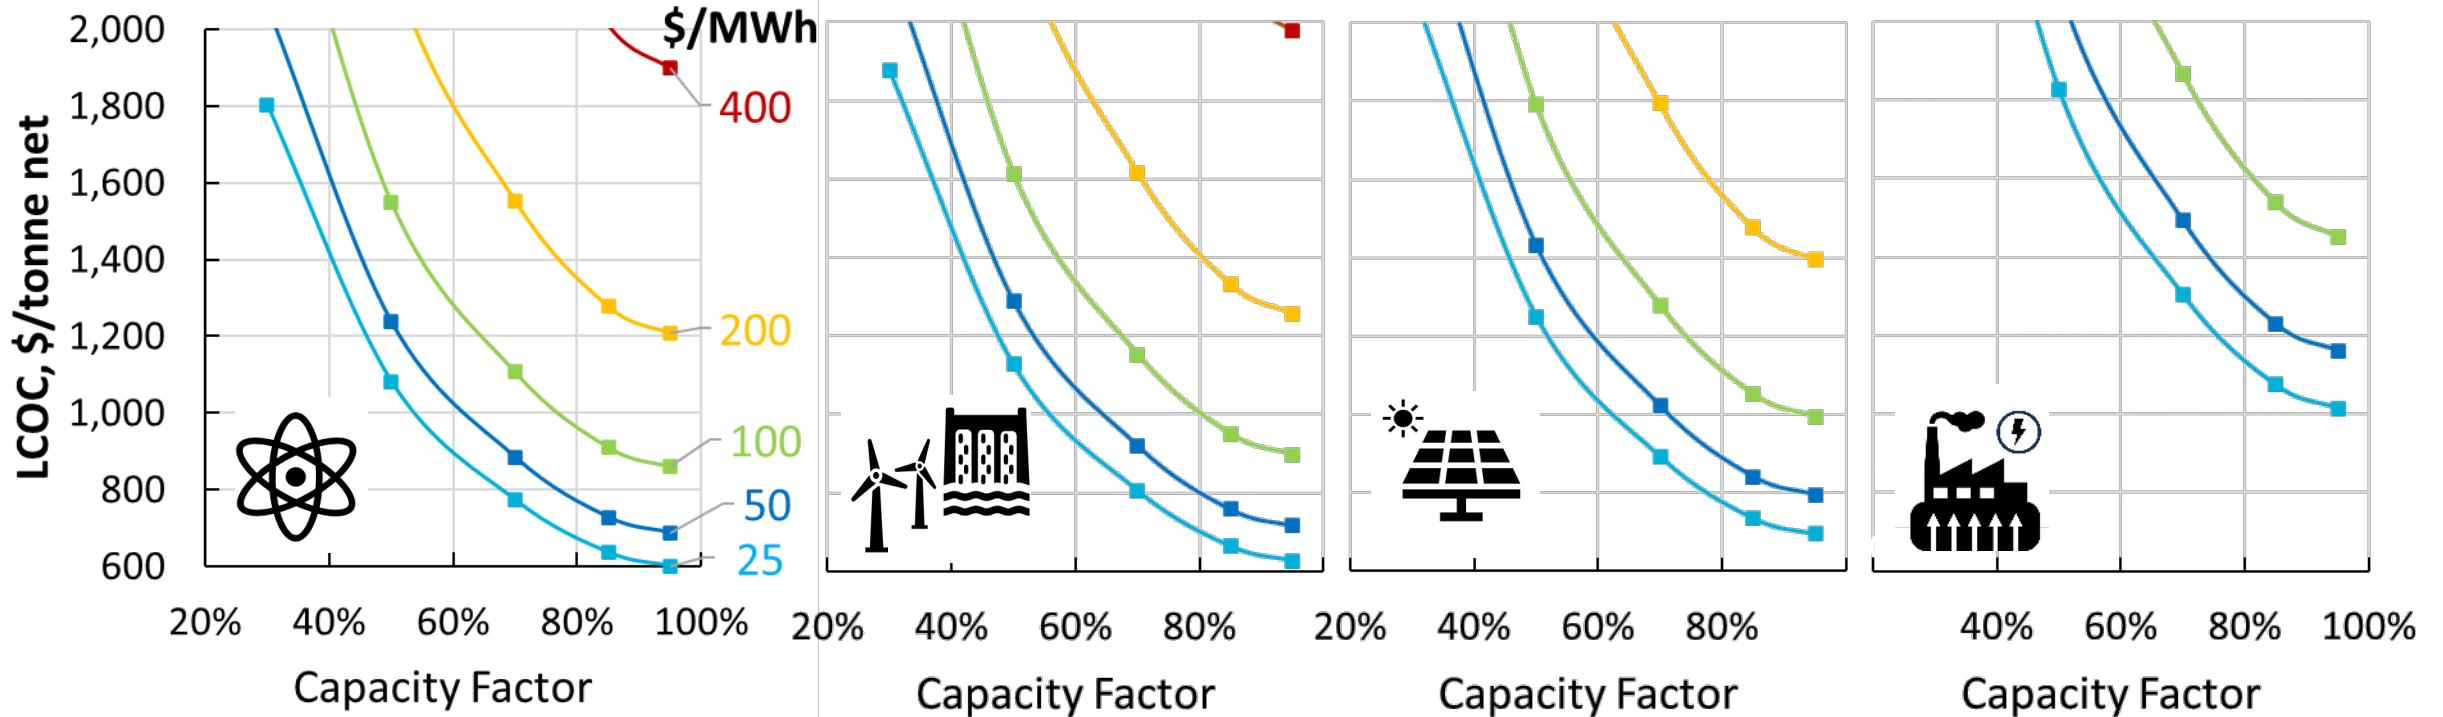 LCOC, $/tonne net
2,000
1,800
1,600
1,400
1,200
1,000
800
600
20% 40% 60% 80% 100%
Capacity Factor
$/MWh
400
200
100
50
25
20% 40% 60% 80%
Capacity Factor
20% 40% 60% 80%
Capacity Factor
40% 60% 80% 100%
Capacity Factor